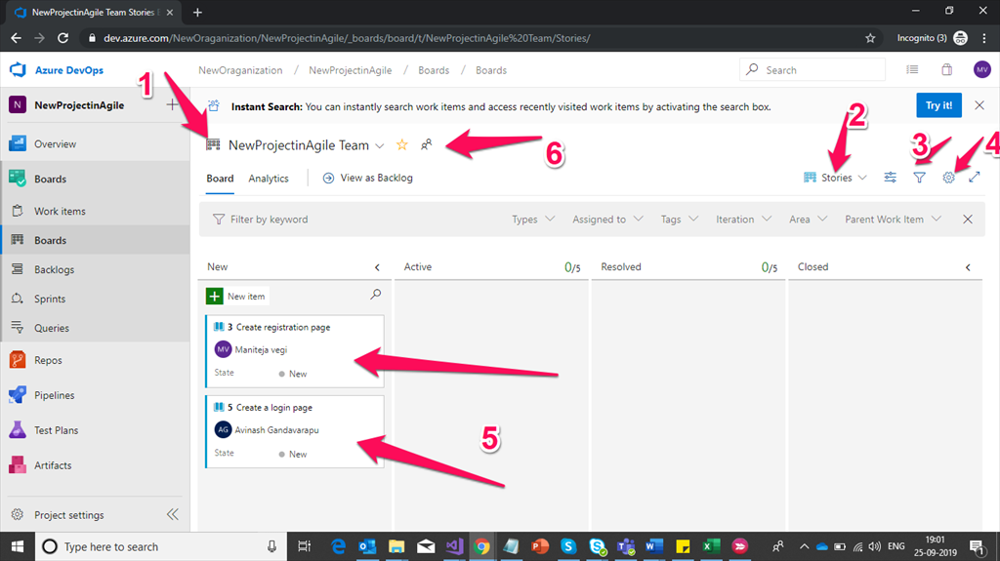 NewProjectinAgile Team Stories
dev.azure.com/NewOraganization/NewProjectinAgile/_boards/board/t/NewProjectinAgile%20Team/Stories/
Incognito (3)
Azure DevOps
NewOraganization / NewProjectinAgile / Boards / Boards
Search
MV
1
N NewProjectinAgile
Instant Search: You can instantly search work items and access recently visited work items by activating the search box.
Try it!
2
Overview
NewProjectinAgile Team
6
3
4
Boards
Board Analytics View as Backlog
Stories
Work items
Filter by keyword Types Assigned to Tags Iteration Area Parent Work Item
Boards
Backlogs
New Active 0/5 Resolved 0/5 Closed
Sprints
New item
Queries
3 Create registration page
MV Maniteja vegi
State New
Repos
Pipelines
5 Create a login page
AG Avinash Gandavarapu
State New
5
Test Plans
Artifacts
Project settings
Type here to search
ENG
19:01
25-09-2019
1